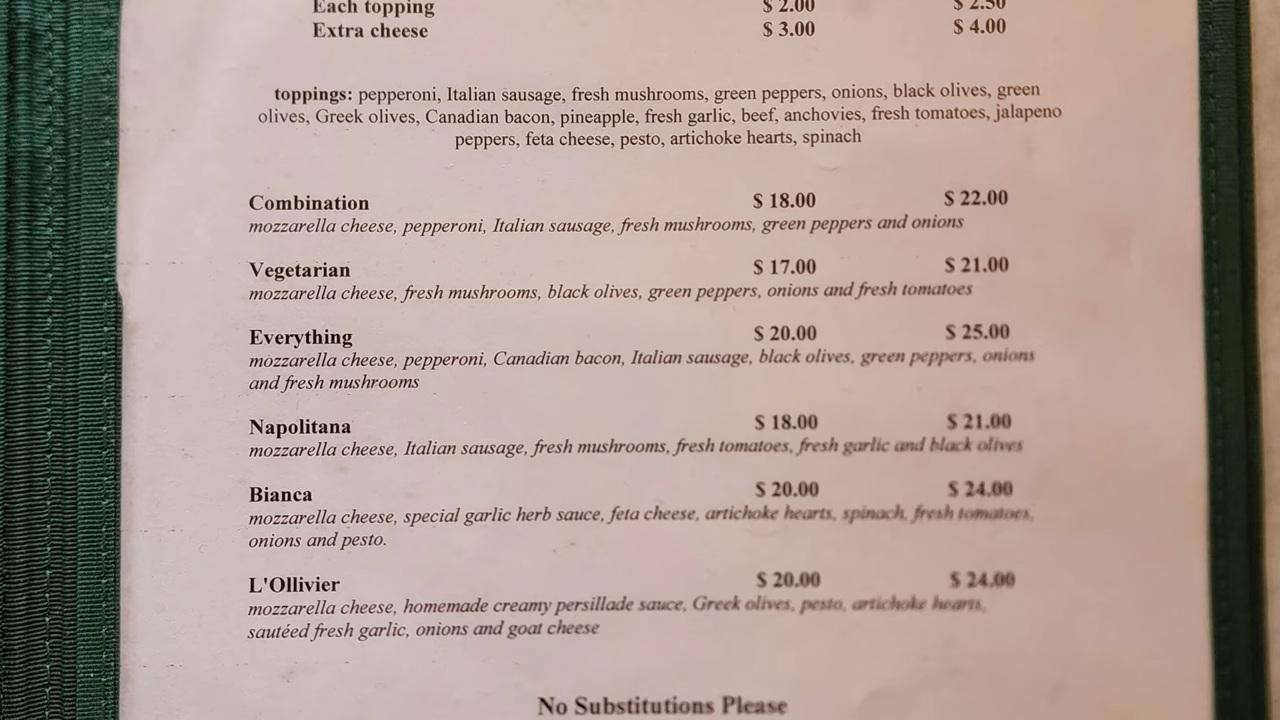 Each topping $ 2.00 $ 2.50
Extra cheese $ 3.00 $ 4.00
toppings: pepperoni, Italian sausage, fresh mushrooms, green peppers, onions, black olives, green
olives, Greek olives, Canadian bacon, pineapple, fresh garlic, beef, anchovies, fresh tomatoes, jalapeno
peppers, feta cheese, pesto, artichoke hearts, spinach
Combination $ 18.00 $ 22.00
mozzarella cheese, pepperoni, Italian sausage, fresh mushrooms, green peppers and onions
Vegetarian $ 17.00 $ 21.00
mozzarella cheese, fresh mushrooms, black olives, green peppers, onions and fresh tomatoes
Everything $ 20.00 $ 25.00
mozzarella cheese, pepperoni, Canadian bacon, Italian sausage, black olives, green peppers, onions
and fresh mushrooms
Napolitana $ 18.00 $ 21.00
mozzarella cheese, Italian sausage, fresh mushrooms, fresh tomatoes, fresh garlic and black olives
Bianca $ 20.00 $ 24.00
mozzarella cheese, special garlic herb sauce, feta cheese, artichoke hearts, spinach, fresh tomatoes,
onions and pesto.
L'Ollivier $ 20.00 $ 24.00
mozzarella cheese, homemade creamy persillade sauce, Greek olives, pesto, artichoke hearts,
sautéed fresh garlic, onions and goat cheese
No Substitutions Please